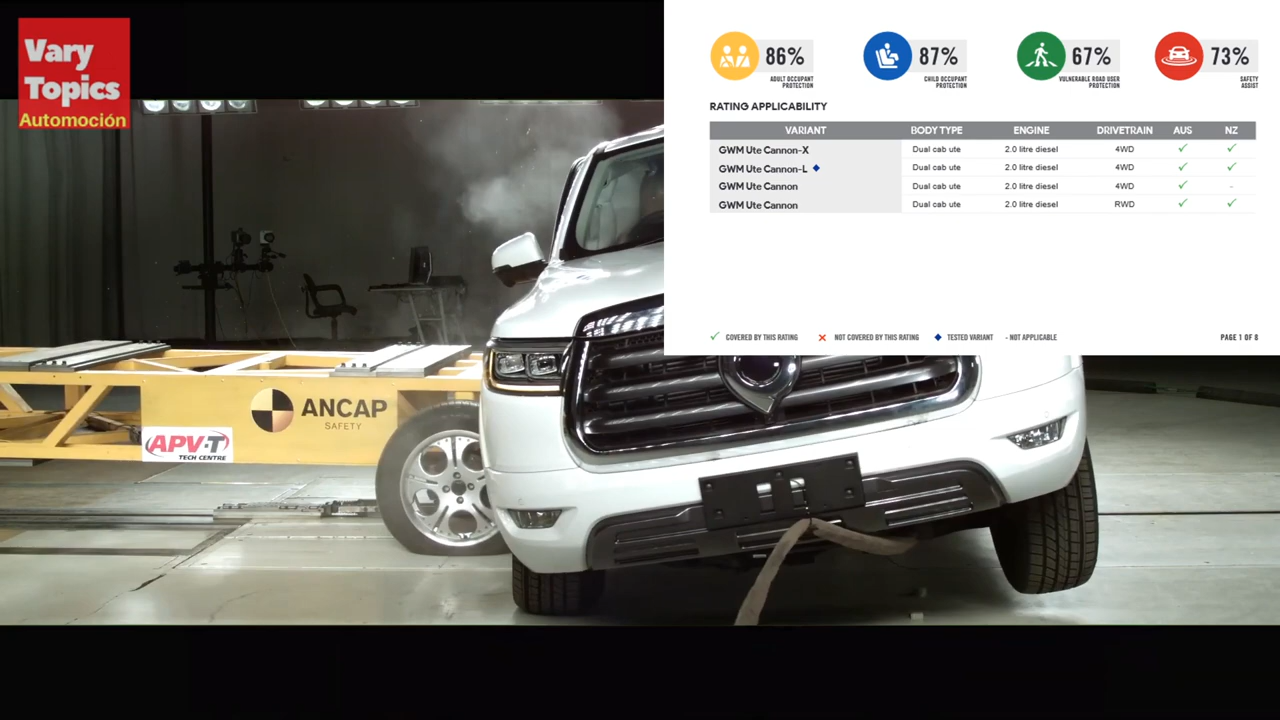 Vary
Topics
Automoción
86%
ADULT OCCUPANT
PROTECTION
87%
CHILD OCCUPANT
PROTECTION
67%
VULNERABLE ROAD USER
PROTECTION
73%
SAFETY
ASSIST
RATING APPLICABILITY
VARIANT BODY TYPE ENGINE DRIVETRAIN AUS NZ
GWM Ute Cannon-X Dual cab ute 2.0 litre diesel 4WD ✓ ✓
GWM Ute Cannon-L ◆ Dual cab ute 2.0 litre diesel 4WD ✓ ✓
GWM Ute Cannon Dual cab ute 2.0 litre diesel 4WD ✓ -
GWM Ute Cannon Dual cab ute 2.0 litre diesel RWD ✓ ✓
✓ COVERED BY THIS RATING ✗ NOT COVERED BY THIS RATING ◆ TESTED VARIANT - NOT APPLICABLE PAGE 1 OF 8
ANCAP
SAFETY
APV-T
TECH CENTRE